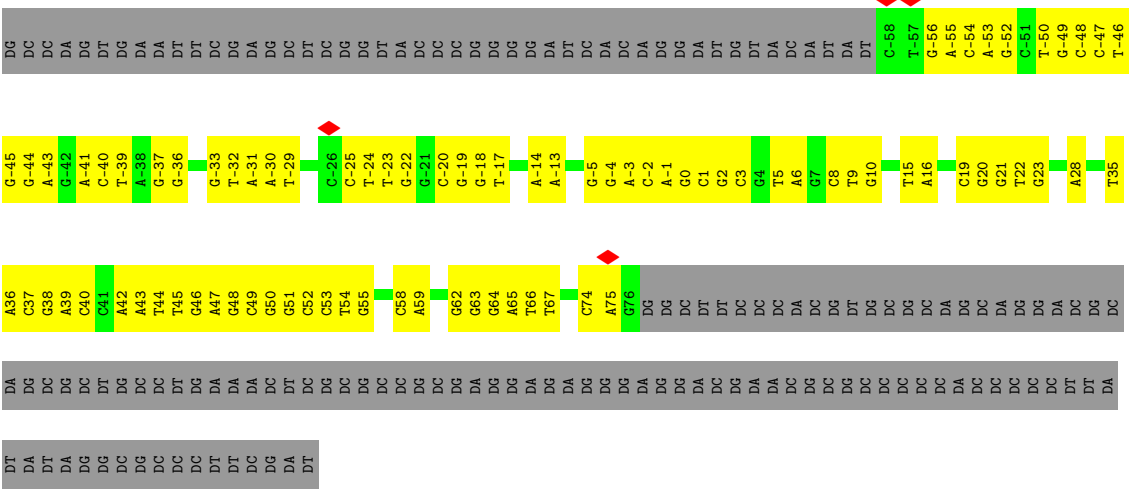 DG DC DC DA DG DT DG DA DA DT DT DC DG DA DG DC DT DC DG DG DT DA DC DC DC DG DG DG DG DA DT DC DA DC DA DG DG DA DT DG DT DA DC DA DT DA DT C-58 T-57 G-56 A-55 C-54 A-53 G-52 C-51 T-50 G-49 C-48 C-47 T-46
G-45 G-44 A-43 G-42 A-41 C-40 T-39 A-38 G-37 G-36 G-33 T-32 A-31 A-30 T-29 C-26 C-25 T-24 T-23 G-22 G-21 C-20 G-19 G-18 T-17 A-14 A-13 G-5 G-4 A-3 C-2 A-1 G0 C1 G2 C3 G4 T5 A6 G7 C8 T9 G10 T15 A16 C19 G20 G21 T22 G23 A28 T35
A36 C37 G38 A39 C40 C41 A42 A43 T44 T45 G46 A47 G48 C49 G50 G51 C52 C53 T54 G55 C58 A59 G62 G63 G64 A65 T66 T67 C74 A75 G76 DG DG DC DT DT DC DC DC DA DC DG DT DG DC DG DC DC DA DG DG DA DC DG DC
DA DG DC DG DC DT DG DC DC DT DG DG DA DA DA DC DT DC DG DC DG DC DC DG DC DG DA DG DG DA DG DA DG DG DG DA DG DG DA DC DG DA DA DC DG DC DG DC DC DC DC DC DA DC DC DC DC DC DT DT DA
DT DA DT DA DG DG DC DG DC DC DC DT DT DC DG DA DT